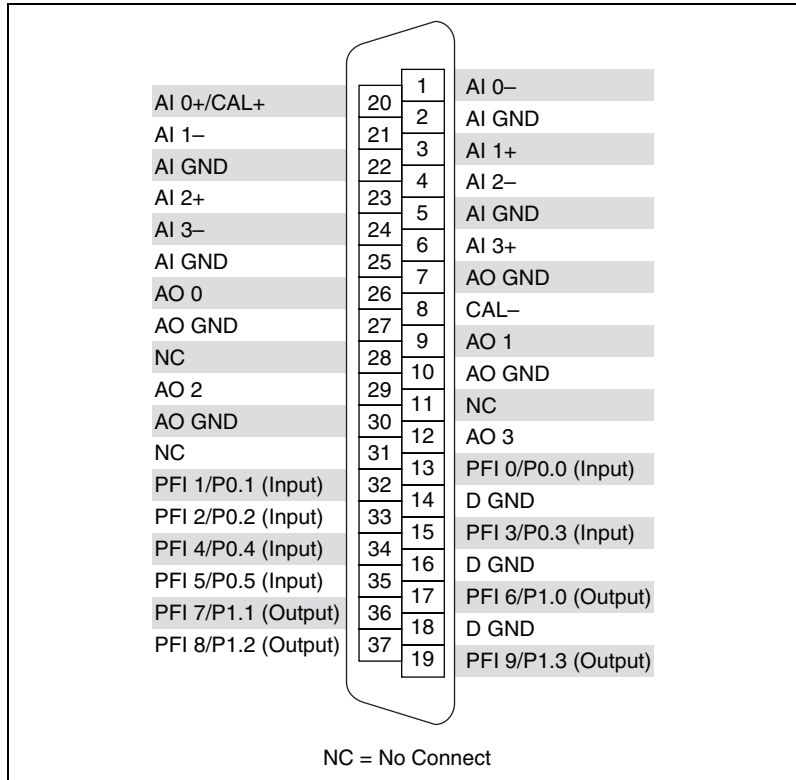 AI 0+/CAL+ 20 1 AI 0–
AI 1– 21 2 AI GND
AI GND 22 3 AI 1+
AI 2+ 23 4 AI 2–
AI 3– 24 5 AI GND
AI GND 25 6 AI 3+
AO 0 26 7 AO GND
AO GND 27 8 CAL–
NC 28 9 AO 1
AO 2 29 10 AO GND
AO GND 30 11 NC
NC 31 12 AO 3
PFI 1/P0.1 (Input) 32 13 PFI 0/P0.0 (Input)
PFI 2/P0.2 (Input) 33 14 D GND
PFI 4/P0.4 (Input) 34 15 PFI 3/P0.3 (Input)
PFI 5/P0.5 (Input) 35 16 D GND
PFI 7/P1.1 (Output) 36 17 PFI 6/P1.0 (Output)
PFI 8/P1.2 (Output) 37 18 D GND
19 PFI 9/P1.3 (Output)
NC = No Connect